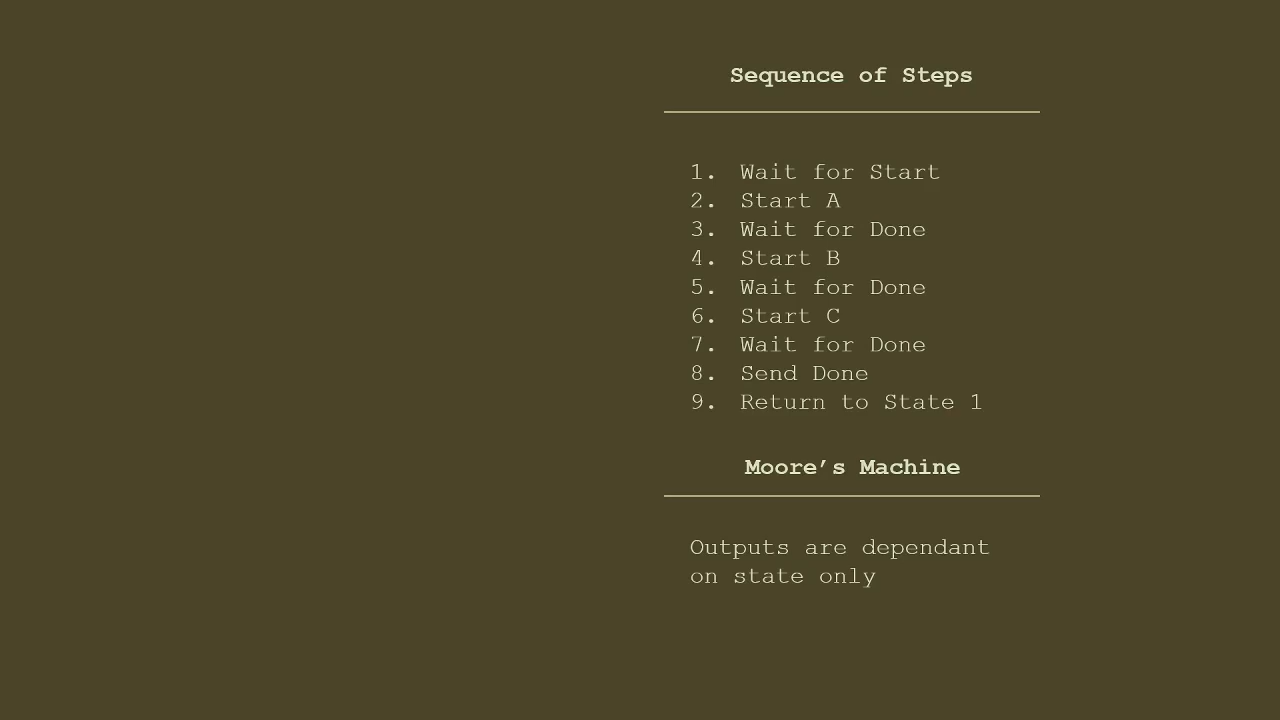 Sequence of Steps
1. Wait for Start
2. Start A
3. Wait for Done
4. Start B
5. Wait for Done
6. Start C
7. Wait for Done
8. Send Done
9. Return to State 1
Moore’s Machine
Outputs are dependant
on state only